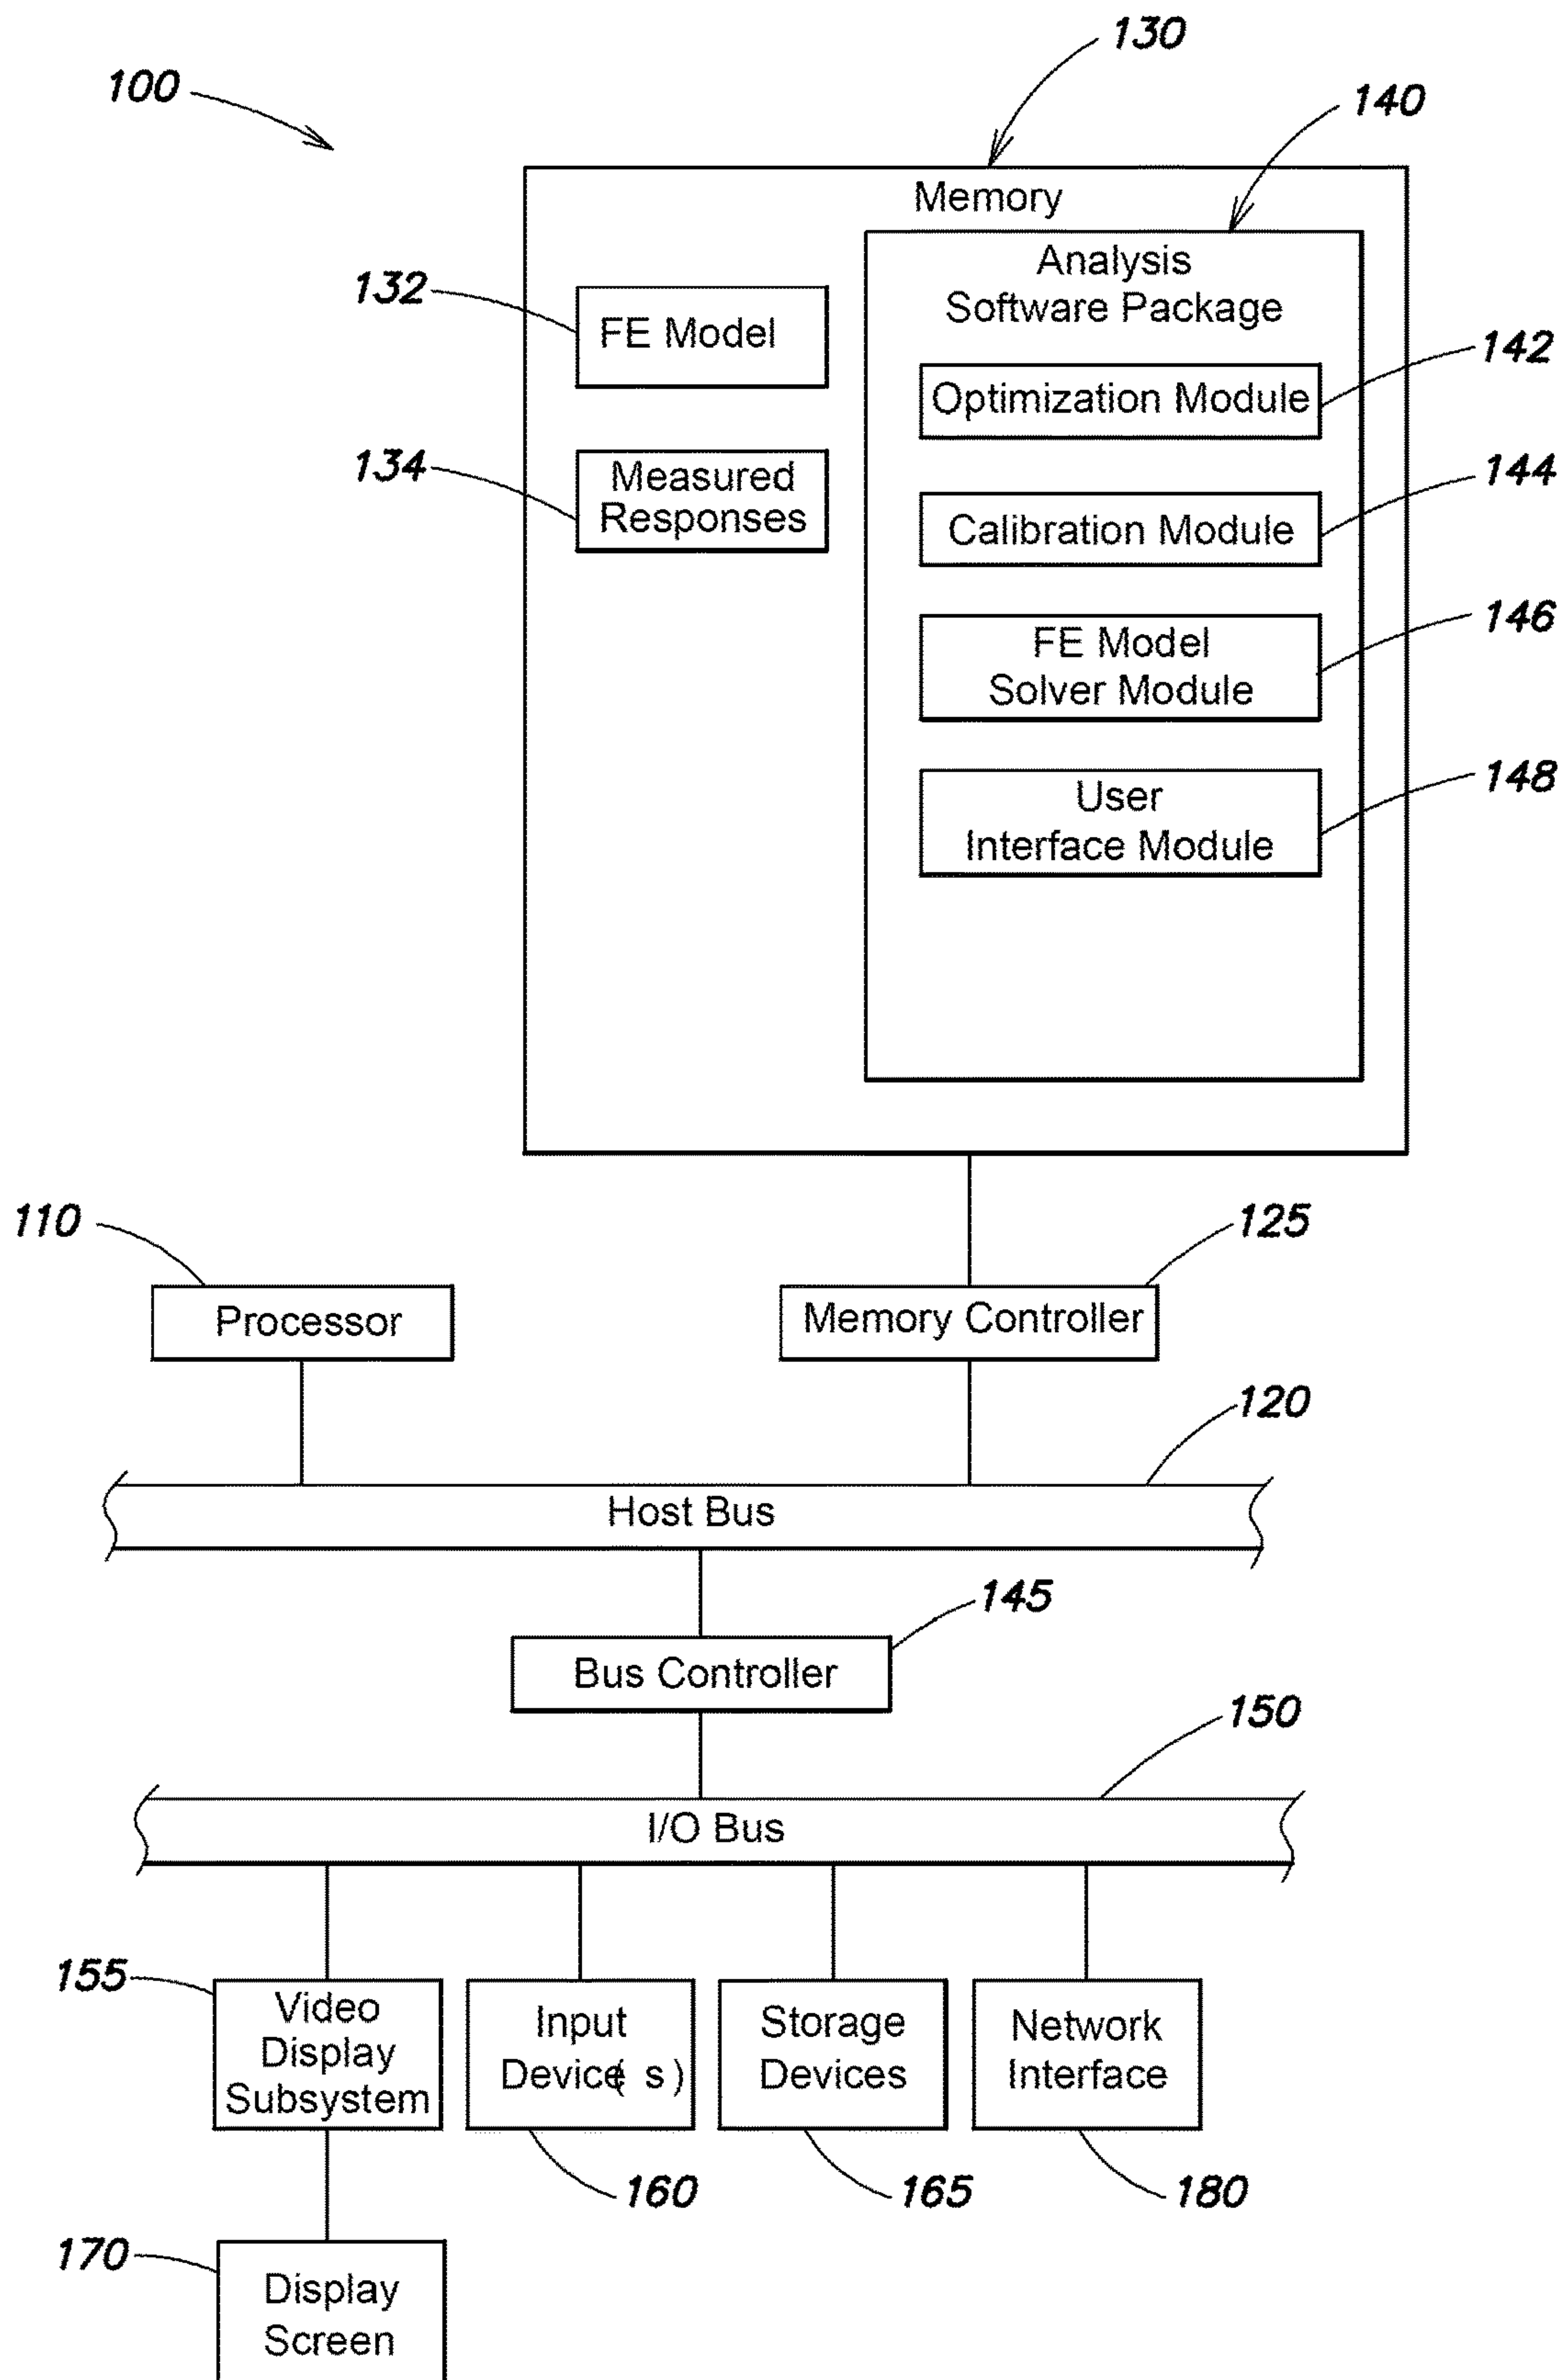 130
100
140
Memory
Analysis
Software Package
132
FE Model
142
Optimization Module
134
Measured
Responses
144
Calibration Module
146
FE Model
Solver Module
148
User
Interface Module
110
125
Processor
Memory Controller
120
Host Bus
145
Bus Controller
150
I/O Bus
155
Video
Display
Subsystem
Input
Device(s)
Storage
Devices
Network
Interface
160
165
180
170
Display
Screen